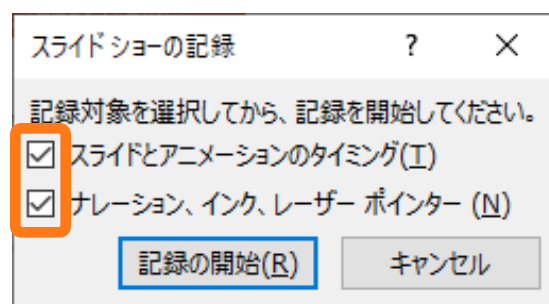 スライド ショーの記録 ? ×
記録対象を選択してから、記録を開始してください。
スライドとアニメーションのタイミング(T)
ナレーション、インク、レーザー ポインター (N)
記録の開始(R) キャンセル